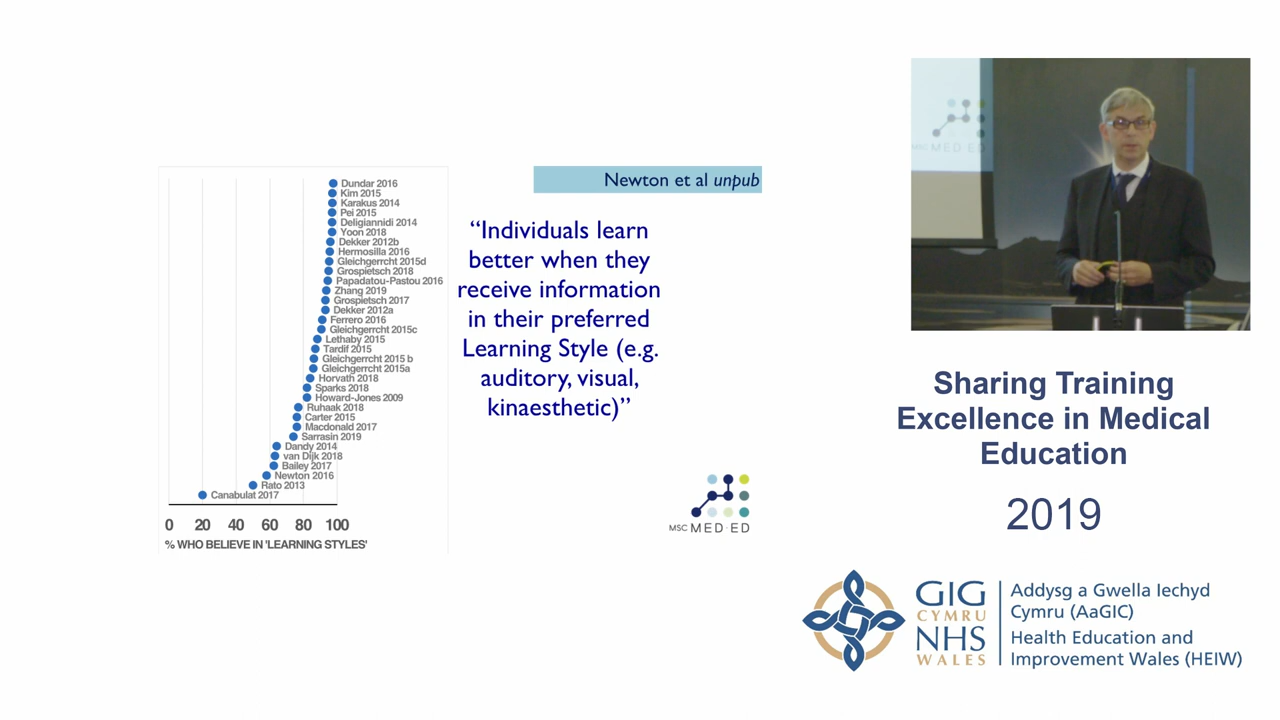 Dundar 2016
Kim 2015
Karakus 2014
Pei 2015
Deligiannidi 2014
Yoon 2018
Dekker 2012b
Hermosilla 2016
Gleichgerrcht 2015d
Grospietsch 2018
Papadatou-Pastou 2016
Zhang 2019
Grospietsch 2017
Dekker 2012a
Ferrero 2016
Gleichgerrcht 2015c
Lethaby 2015
Tardif 2015
Gleichgerrcht 2015 b
Gleichgerrcht 2015a
Horvath 2018
Sparks 2018
Howard-Jones 2009
Ruhaak 2018
Carter 2015
Macdonald 2017
Sarrasin 2019
Dandy 2014
van Dijk 2018
Bailey 2017
Newton 2016
Rato 2013
Canabulat 2017
0 20 40 60 80 100
% WHO BELIEVE IN 'LEARNING STYLES'
Newton et al unpub
“Individuals learn
better when they
receive information
in their preferred
Learning Style (e.g.
auditory, visual,
kinaesthetic)”
MSC MED·ED
MSC MED·ED
Sharing Training
Excellence in Medical
Education
2019
GIG
CYMRU
NHS
WALES
Addysg a Gwella Iechyd
Cymru (AaGIC)
Health Education and
Improvement Wales (HEIW)